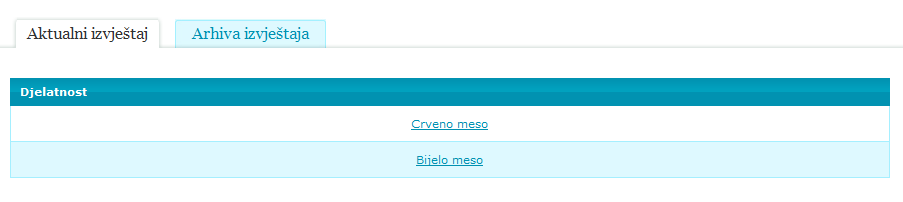 Aktualni izvještaj
Arhiva izvještaja
Djelatnost
Crveno meso
Bijelo meso